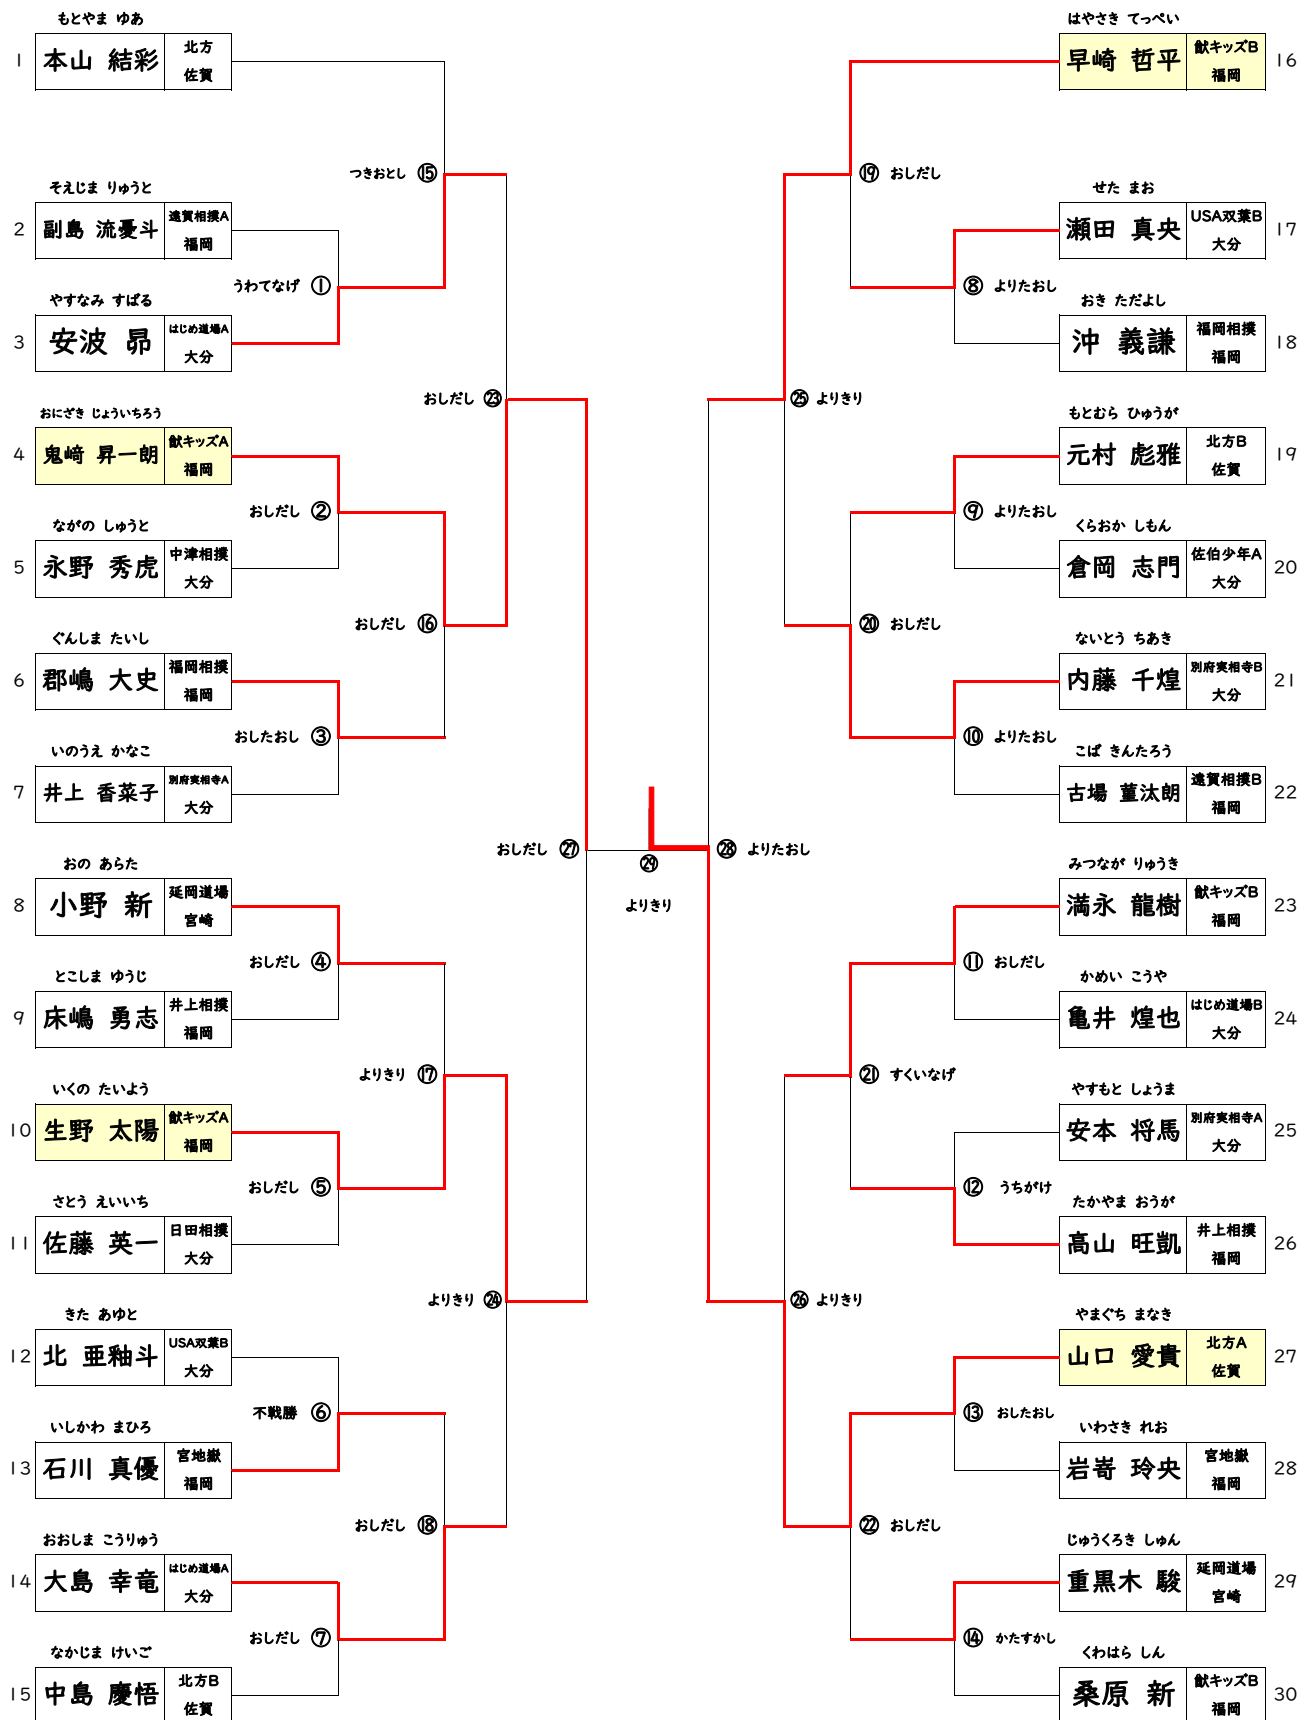 もとやま ゆあ
1 本山 結彩 北方 佐賀
そえじま りゅうと
2 副島 流憂斗 遠賀相撲A 福岡
やすなみ すばる
3 安波 昴 はじめ道場A 大分
おにざき じょういちろう
4 鬼﨑 昇一朗 猷キッズA 福岡
ながの しゅうと
5 永野 秀虎 中津相撲 大分
ぐんしま たいし
6 郡嶋 大史 福岡相撲 福岡
いのうえ かなこ
7 井上 香菜子 別府実相寺A 大分
おの あらた
8 小野 新 延岡道場 宮崎
とこしま ゆうじ
9 床嶋 勇志 井上相撲 福岡
いくの たいよう
10 生野 太陽 猷キッズA 福岡
さとう えいいち
11 佐藤 英一 日田相撲 大分
きた あゆと
12 北 亜釉斗 USA双葉B 大分
いしかわ まひろ
13 石川 真優 宮地嶽 福岡
おおしま こうりゅう
14 大島 幸竜 はじめ道場A 大分
なかじま けいご
15 中島 慶悟 北方B 佐賀
うわてなげ ①
おしだし ②
おしたおし ③
おしだし ④
おしだし ⑤
不戦勝 ⑥
おしだし ⑦
つきおとし ⑮
おしだし ⑯
よりきり ⑰
おしだし ⑱
おしだし ㉓
よりきり ㉔
おしだし ㉗
㉙
よりきり
㉘ よりたおし
㉕ よりきり
㉖ よりきり
⑲ おしだし
⑳ おしだし
㉑ すくいなげ
㉒ おしだし
⑧ よりたおし
⑨ よりたおし
⑩ よりたおし
⑪ おしだし
⑫ うちがけ
⑬ おしたおし
⑭ かたすかし
はやさき てっぺい
早崎 哲平 猷キッズB 福岡 16
せた まお
瀬田 真央 USA双葉B 大分 17
おき ただよし
沖 義謙 福岡相撲 福岡 18
もとむら ひゅうが
元村 彪雅 北方B 佐賀 19
くらおか しもん
倉岡 志門 佐伯少年A 大分 20
ないとう ちあき
内藤 千煌 別府実相寺B 大分 21
こば きんたろう
古場 菫汰朗 遠賀相撲B 福岡 22
みつなが りゅうき
満永 龍樹 猷キッズB 福岡 23
かめい こうや
亀井 煌也 はじめ道場B 大分 24
やすもと しょうま
安本 将馬 別府実相寺A 大分 25
たかやま おうが
髙山 旺凱 井上相撲 福岡 26
やまぐち まなき
山口 愛貴 北方A 佐賀 27
いわさき れお
岩嵜 玲央 宮地嶽 福岡 28
じゅうくろき しゅん
重黒木 駿 延岡道場 宮崎 29
くわはら しん
桑原 新 猷キッズB 福岡 30